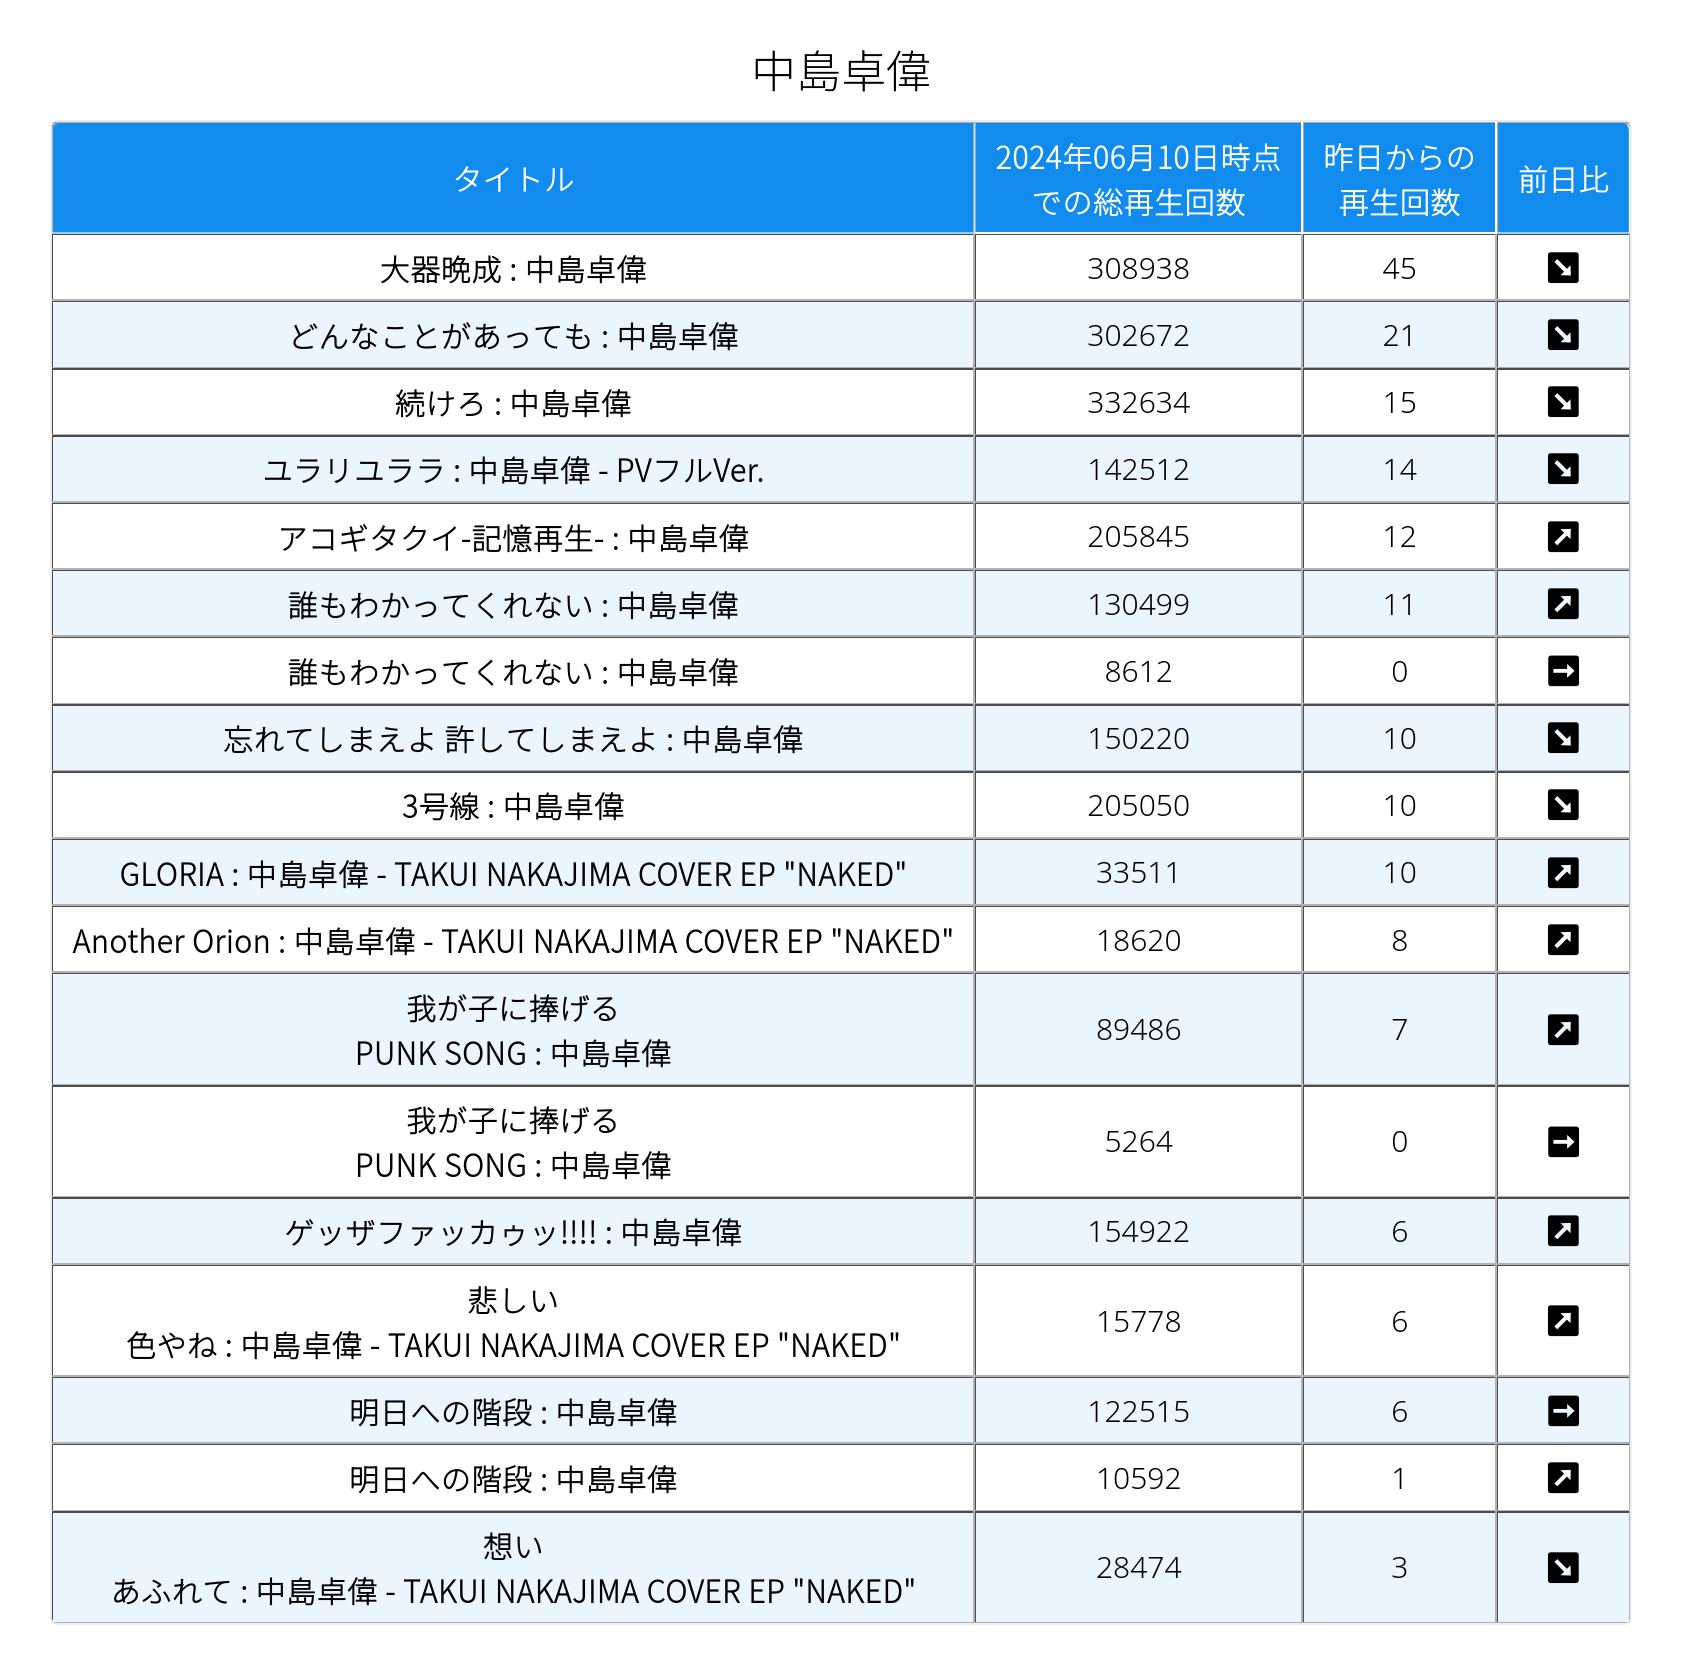 中島卓偉
タイトル
2024年06月10日時点
での総再生回数
昨日からの
再生回数
前日比
大器晩成 : 中島卓偉 308938 45
どんなことがあっても : 中島卓偉 302672 21
続けろ : 中島卓偉 332634 15
ユラリユララ : 中島卓偉 - PVフルVer. 142512 14
アコギタクイ-記憶再生- : 中島卓偉 205845 12
誰もわかってくれない : 中島卓偉 130499 11
誰もわかってくれない : 中島卓偉 8612 0
忘れてしまえよ 許してしまえよ : 中島卓偉 150220 10
3号線 : 中島卓偉 205050 10
GLORIA : 中島卓偉 - TAKUI NAKAJIMA COVER EP "NAKED" 33511 10
Another Orion : 中島卓偉 - TAKUI NAKAJIMA COVER EP "NAKED" 18620 8
我が子に捧げる
PUNK SONG : 中島卓偉 89486 7
我が子に捧げる
PUNK SONG : 中島卓偉 5264 0
ゲッザファッカゥッ!!!! : 中島卓偉 154922 6
悲しい
色やね : 中島卓偉 - TAKUI NAKAJIMA COVER EP "NAKED" 15778 6
明日への階段 : 中島卓偉 122515 6
明日への階段 : 中島卓偉 10592 1
想い
あふれて : 中島卓偉 - TAKUI NAKAJIMA COVER EP "NAKED" 28474 3